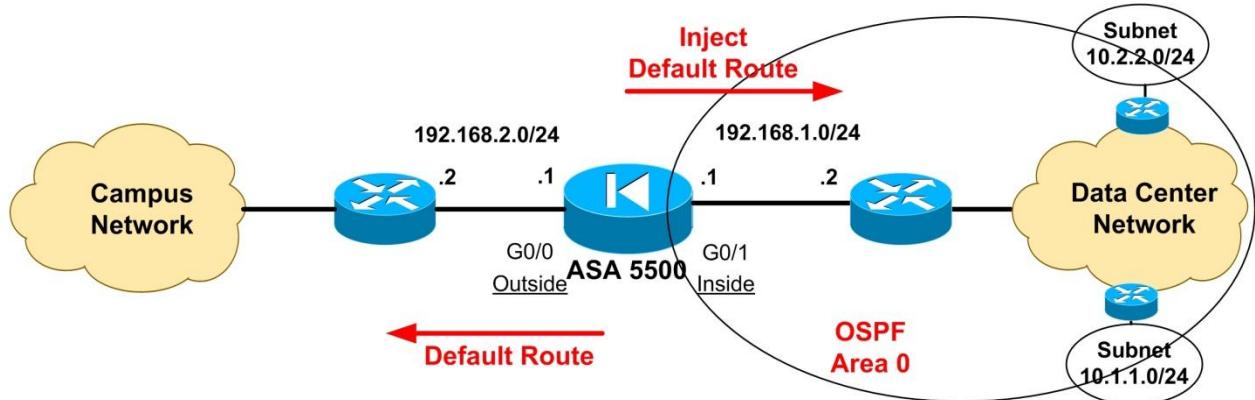 Inject
Default Route
Subnet
10.2.2.0/24
192.168.2.0/24
192.168.1.0/24
Campus
Network
.2
.1
.1
.2
Data Center
Network
G0/0
Outside
ASA 5500
G0/1
Inside
Default Route
OSPF
Area 0
Subnet
10.1.1.0/24